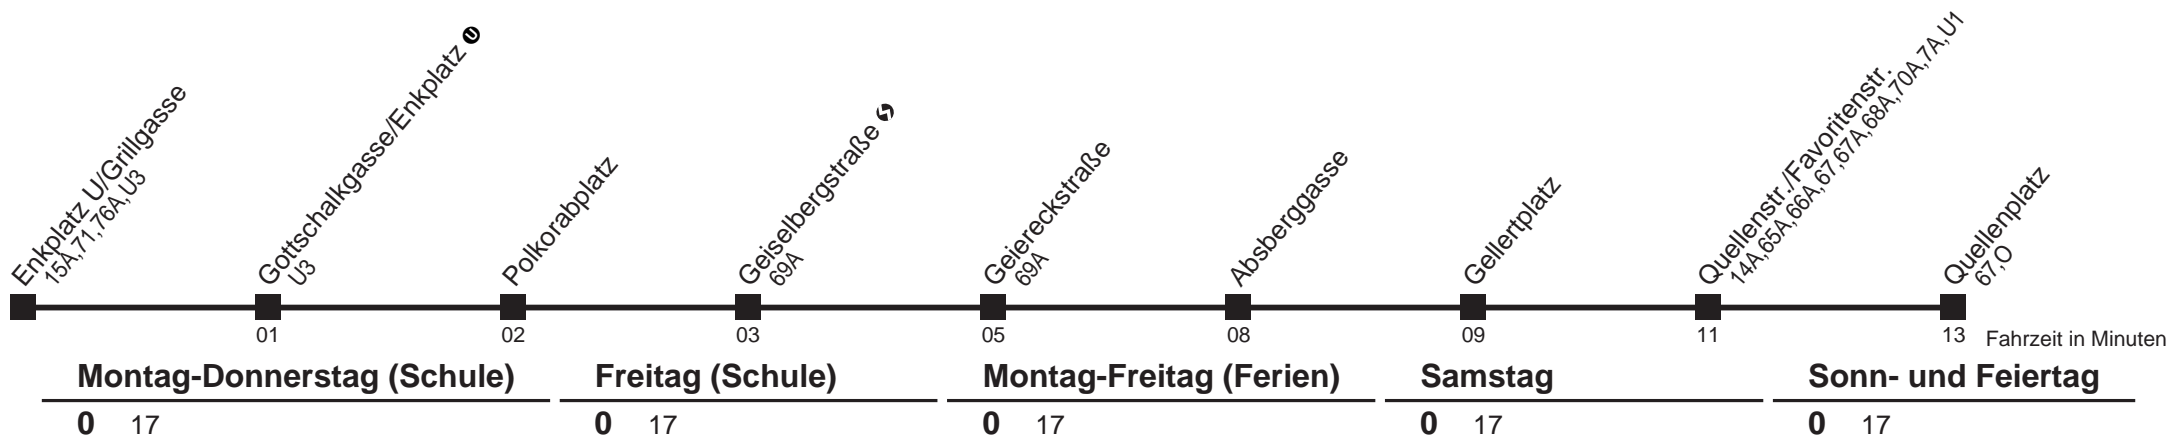 Enkplatz U/Grillgasse
15A,71,76A,U3
Gottschalkgasse/Enkplatz U
U3
Polkorabplatz
Geiselbergstraße
69A
Geiereckstraße
69A
Absberggasse
Gellertplatz
Quellenstr./Favoritenstr.
14A,65A,66A,67,67A,68A,70A,7A,U1
Quellenplatz
67,O
01 02 03 05 08 09 11 13 Fahrzeit in Minuten
Montag-Donnerstag (Schule) Freitag (Schule) Montag-Freitag (Ferien) Samstag Sonn- und Feiertag
0 17 0 17 0 17 0 17 0 17